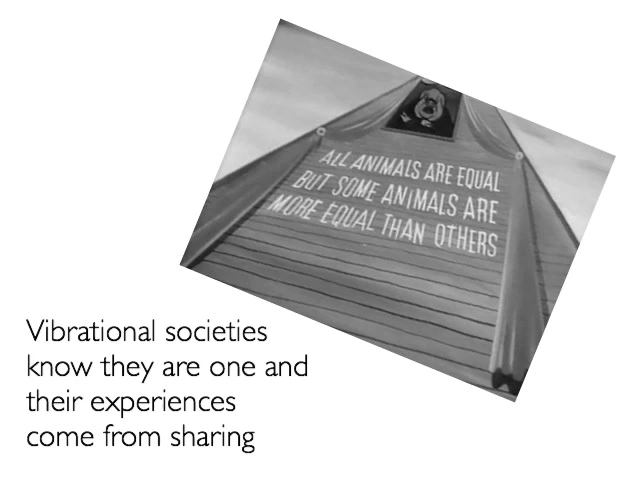 ALL ANIMALS ARE EQUAL
BUT SOME ANIMALS ARE
MORE EQUAL THAN OTHERS
Vibrational societies
know they are one and
their experiences
come from sharing